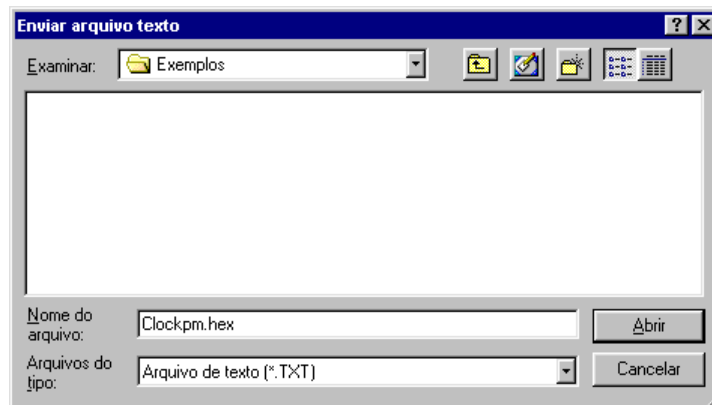 Enviar arquivo texto
Examinar: Exemplos
Nome do
arquivo: Clockpm.hex Abrir
Arquivos do
tipo: Arquivo de texto (*.TXT) Cancelar